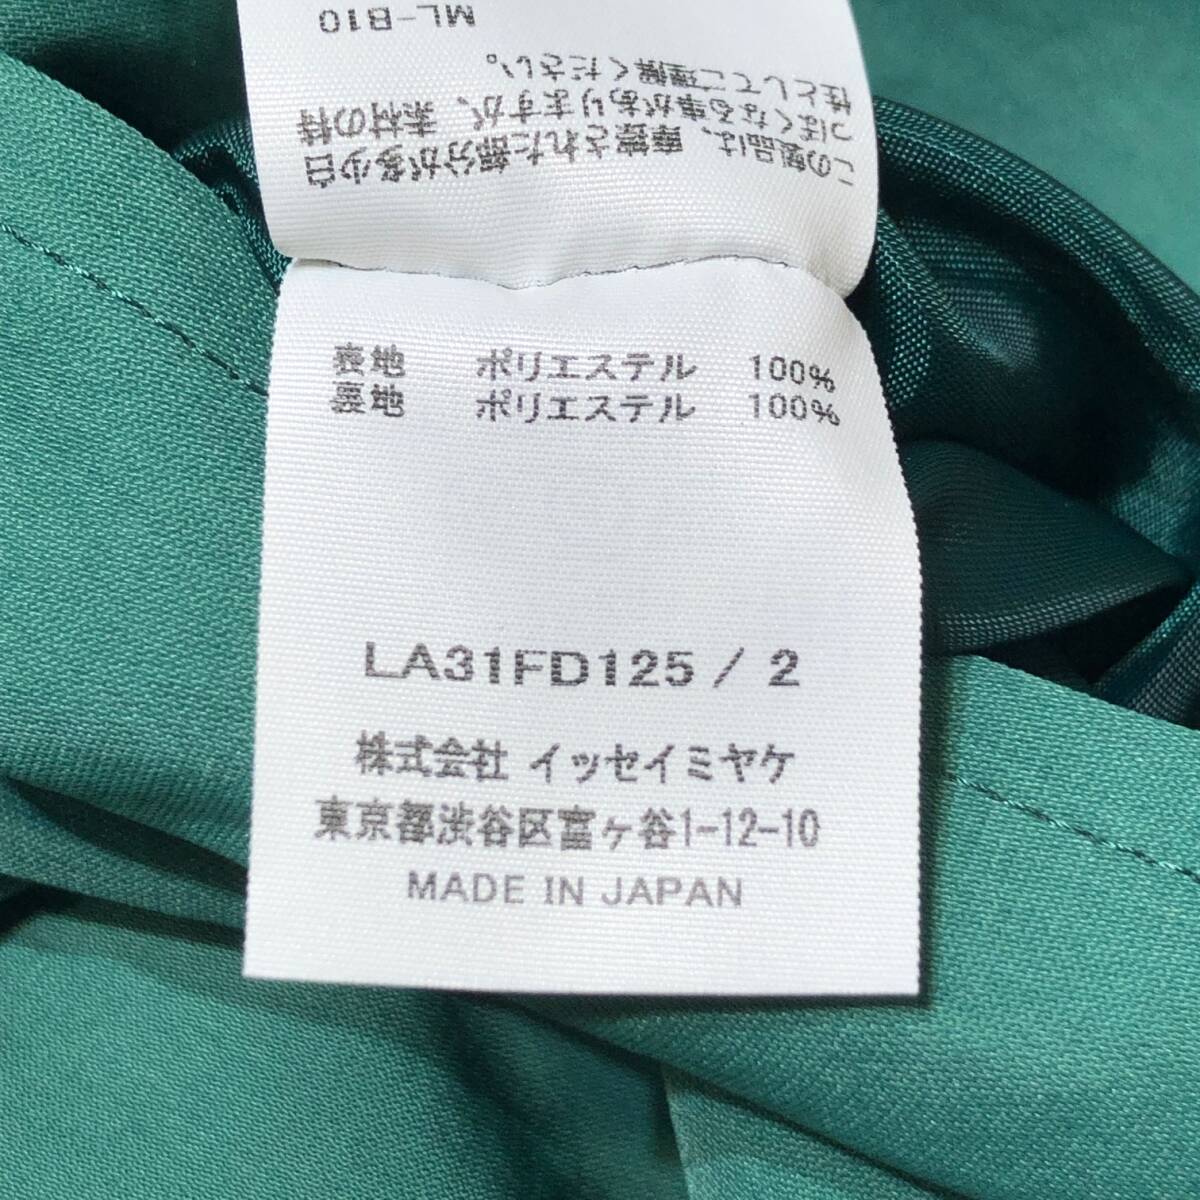 この製品は、摩擦された部分が多少白
つぽくなる事がありますが、素材の特
性としてご理解ください。
ML-B10
表地 ポリエステル 100%
裏地 ポリエステル 100%
LA31FD125 / 2
株式会社 イッセイミヤケ
東京都渋谷区富ヶ谷1-12-10
MADE IN JAPAN